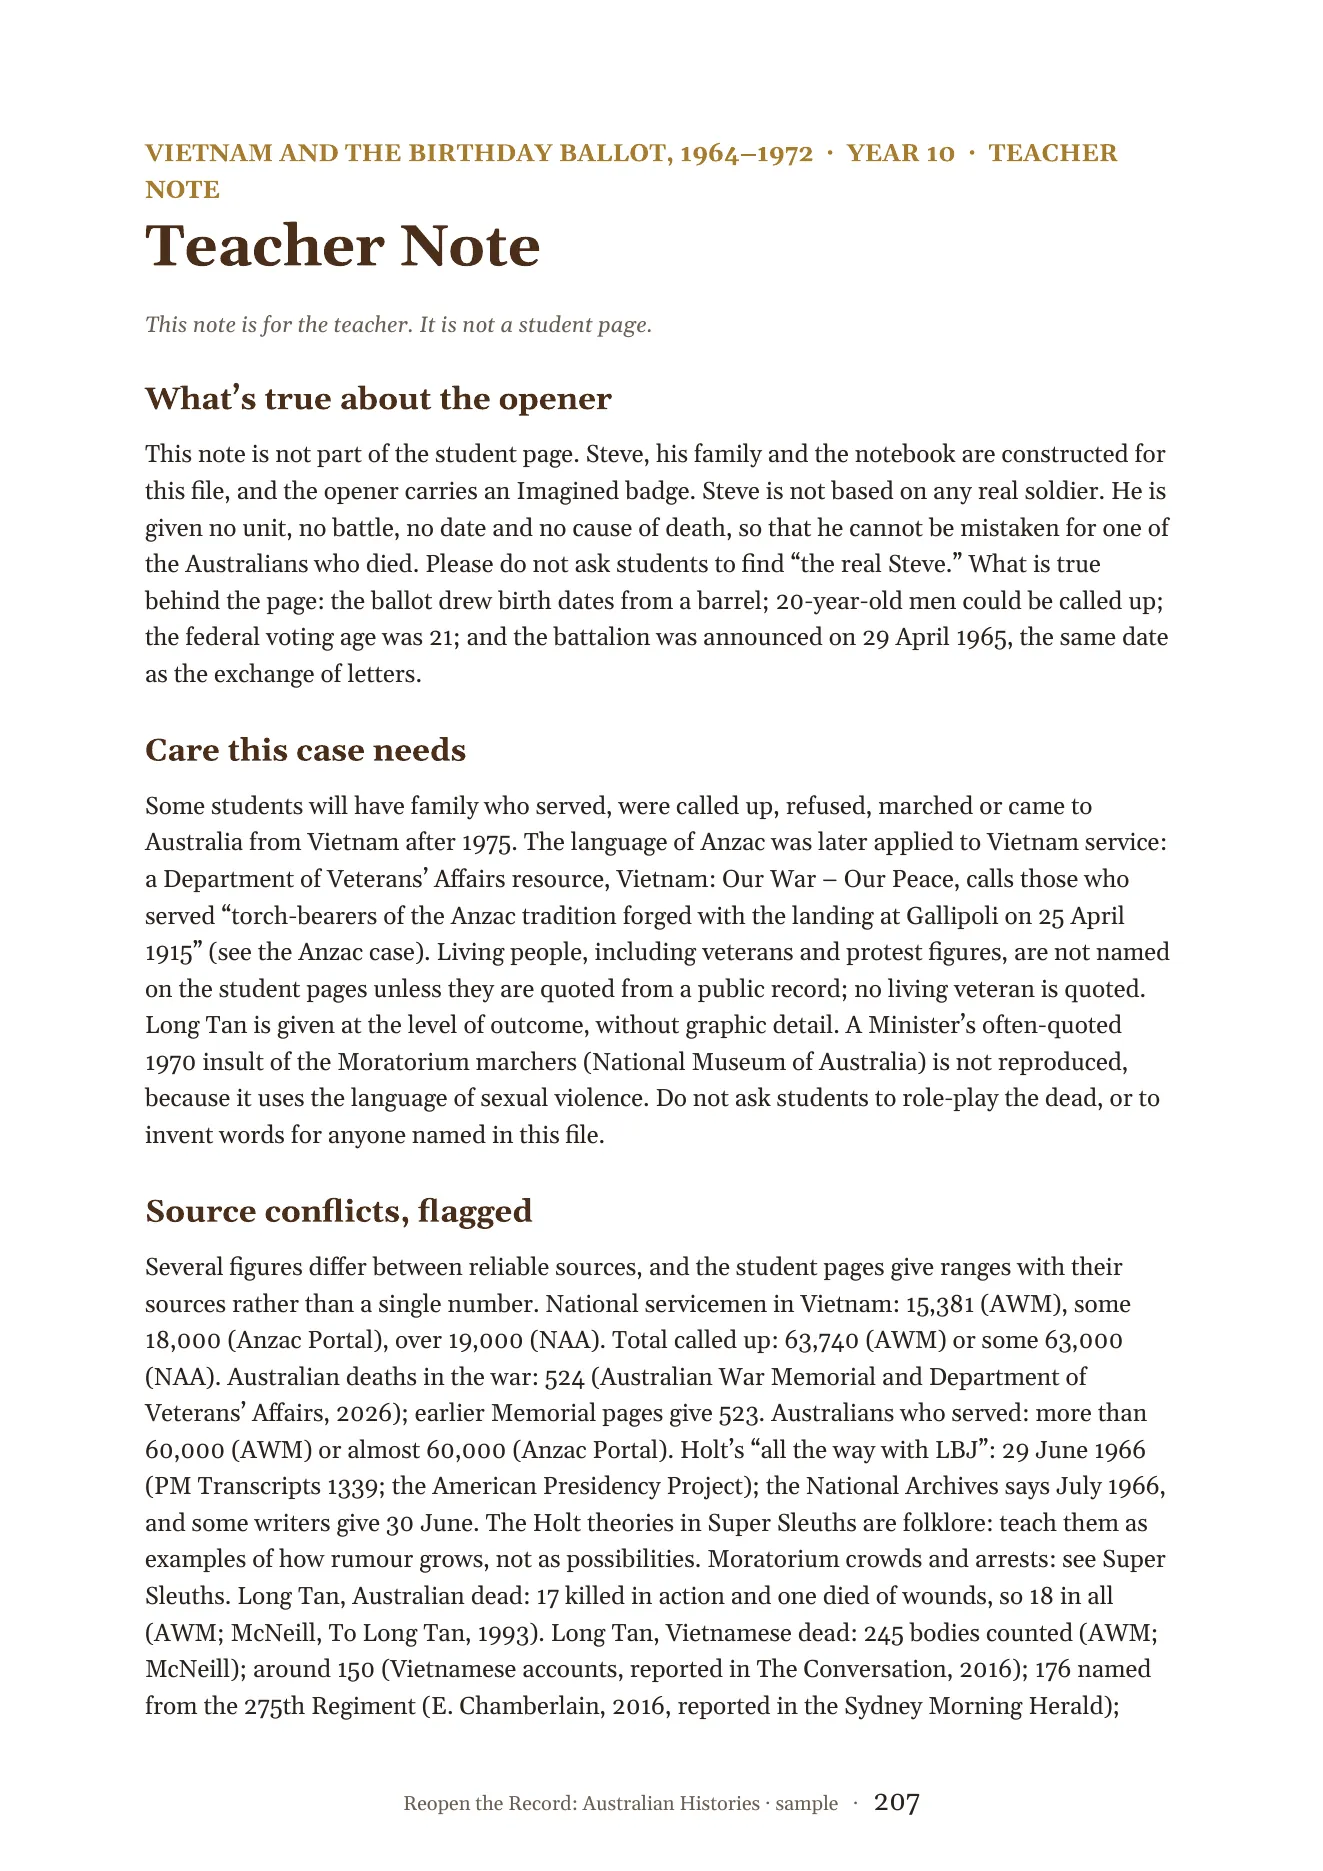 VIETNAM AND THE BIRTHDAY BALLOT, 1964–1972 · YEAR 10 · TEACHER
NOTE
Teacher Note
This note is for the teacher. It is not a student page.
What’s true about the opener
This note is not part of the student page. Steve, his family and the notebook are constructed for
this file, and the opener carries an Imagined badge. Steve is not based on any real soldier. He is
given no unit, no battle, no date and no cause of death, so that he cannot be mistaken for one of
the Australians who died. Please do not ask students to find “the real Steve.” What is true
behind the page: the ballot drew birth dates from a barrel; 20-year-old men could be called up;
the federal voting age was 21; and the battalion was announced on 29 April 1965, the same date
as the exchange of letters.
Care this case needs
Some students will have family who served, were called up, refused, marched or came to
Australia from Vietnam after 1975. The language of Anzac was later applied to Vietnam service:
a Department of Veterans’ Affairs resource, Vietnam: Our War – Our Peace, calls those who
served “torch-bearers of the Anzac tradition forged with the landing at Gallipoli on 25 April
1915” (see the Anzac case). Living people, including veterans and protest figures, are not named
on the student pages unless they are quoted from a public record; no living veteran is quoted.
Long Tan is given at the level of outcome, without graphic detail. A Minister’s often-quoted
1970 insult of the Moratorium marchers (National Museum of Australia) is not reproduced,
because it uses the language of sexual violence. Do not ask students to role-play the dead, or to
invent words for anyone named in this file.
Source conflicts, flagged
Several figures differ between reliable sources, and the student pages give ranges with their
sources rather than a single number. National servicemen in Vietnam: 15,381 (AWM), some
18,000 (Anzac Portal), over 19,000 (NAA). Total called up: 63,740 (AWM) or some 63,000
(NAA). Australian deaths in the war: 524 (Australian War Memorial and Department of
Veterans’ Affairs, 2026); earlier Memorial pages give 523. Australians who served: more than
60,000 (AWM) or almost 60,000 (Anzac Portal). Holt’s “all the way with LBJ”: 29 June 1966
(PM Transcripts 1339; the American Presidency Project); the National Archives says July 1966,
and some writers give 30 June. The Holt theories in Super Sleuths are folklore: teach them as
examples of how rumour grows, not as possibilities. Moratorium crowds and arrests: see Super
Sleuths. Long Tan, Australian dead: 17 killed in action and one died of wounds, so 18 in all
(AWM; McNeill, To Long Tan, 1993). Long Tan, Vietnamese dead: 245 bodies counted (AWM;
McNeill); around 150 (Vietnamese accounts, reported in The Conversation, 2016); 176 named
from the 275th Regiment (E. Chamberlain, 2016, reported in the Sydney Morning Herald);
Reopen the Record: Australian Histories · sample · 207